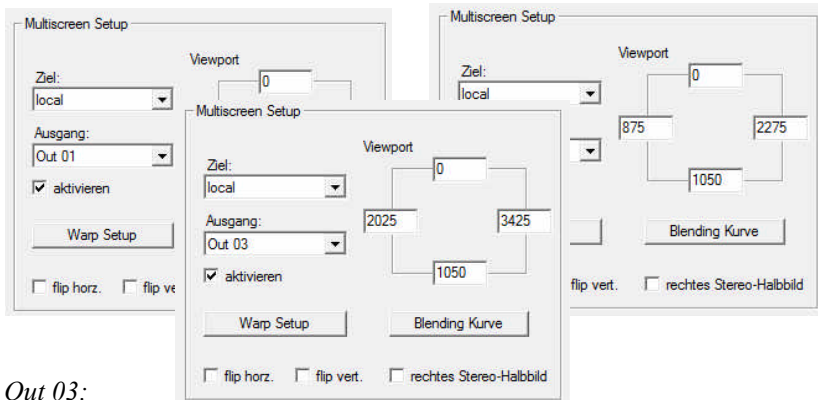 Multiscreen Setup
Ziel:
local
Ausgang:
Out 01
aktivieren
Warp Setup
flip horz.
Viewport
0
Multiscreen Setup
Ziel:
local
Viewport
0
875
2275
1050
Blending Kurve
flip vert.
rechtes Stereo-Halbbild
Multiscreen Setup
Ziel:
local
Ausgang:
Out 03
aktivieren
Warp Setup
Viewport
0
2025
3425
1050
Blending Kurve
flip horz.
flip vert.
rechtes Stereo-Halbbild
Out 03: